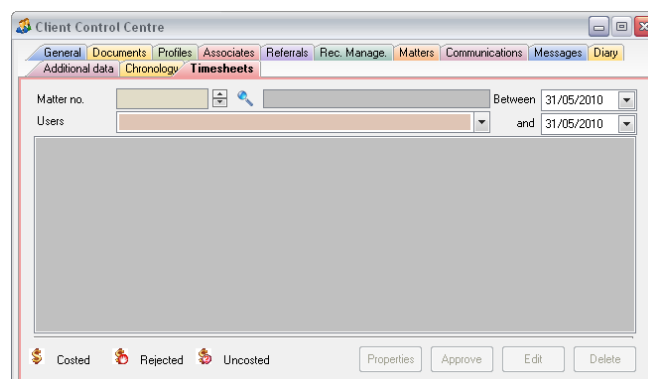 Client Control Centre
General Documents Profiles Associates Referrals Rec. Manage. Matters Communications Messages Diary
Additional data Chronology Timesheets
Matter no. Between 31/05/2010
Users and 31/05/2010
Costed Rejected Uncosted Properties Approve Edit Delete